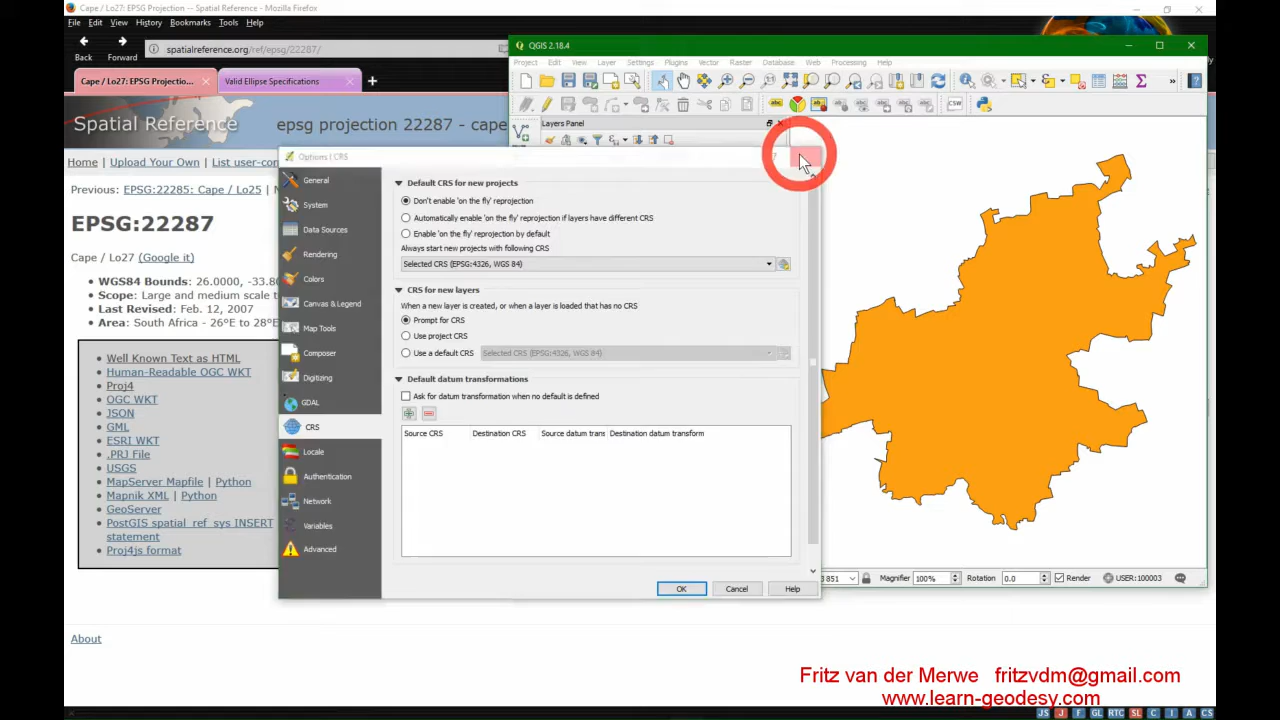 Cape / Lo27: EPSG Projection -- Spatial Reference - Mozilla Firefox
File Edit View History Bookmarks Tools Help
Back Forward
spatialreference.org/ref/epsg/22287/
Cape / Lo27: EPSG Projectio...
Valid Ellipse Specifications
Spatial Reference
epsg projection 22287 - cape
Home | Upload Your Own | List user-con
Previous: EPSG:22285: Cape / Lo25 | N
EPSG:22287
Cape / Lo27 (Google it)
WGS84 Bounds: 26.0000, -33.8
Scope: Large and medium scale t
Last Revised: Feb. 12, 2007
Area: South Africa - 26°E to 28°E
Well Known Text as HTML
Human-Readable OGC WKT
Proj4
OGC WKT
JSON
GML
ESRI WKT
.PRJ File
USGS
MapServer Mapfile | Python
Mapnik XML | Python
GeoServer
PostGIS spatial_ref_sys INSERT
statement
Proj4js format
About
QGIS 2.18.4
Project Edit View Layer Settings Plugins Vector Raster Database Web Processing Help
Layers Panel
Options | CRS
General
System
Data Sources
Rendering
Colors
Canvas & Legend
Map Tools
Composer
Digitizing
GDAL
CRS
Locale
Authentication
Network
Variables
Advanced
Default CRS for new projects
Don't enable 'on the fly' reprojection
Automatically enable 'on the fly' reprojection if layers have different CRS
Enable 'on the fly' reprojection by default
Always start new projects with following CRS
Selected CRS (EPSG:4326, WGS 84)
CRS for new layers
When a new layer is created, or when a layer is loaded that has no CRS
Prompt for CRS
Use project CRS
Use a default CRS Selected CRS (EPSG:4326, WGS 84)
Default datum transformations
Ask for datum transformation when no default is defined
Source CRS Destination CRS Source datum trans Destination datum transform
OK Cancel Help
851 Magnifier 100% Rotation 0.0 Render USER:100003
Fritz van der Merwe fritzvdm@gmail.com
www.learn-geodesy.com
JS J F GL RTC SL C I A CS